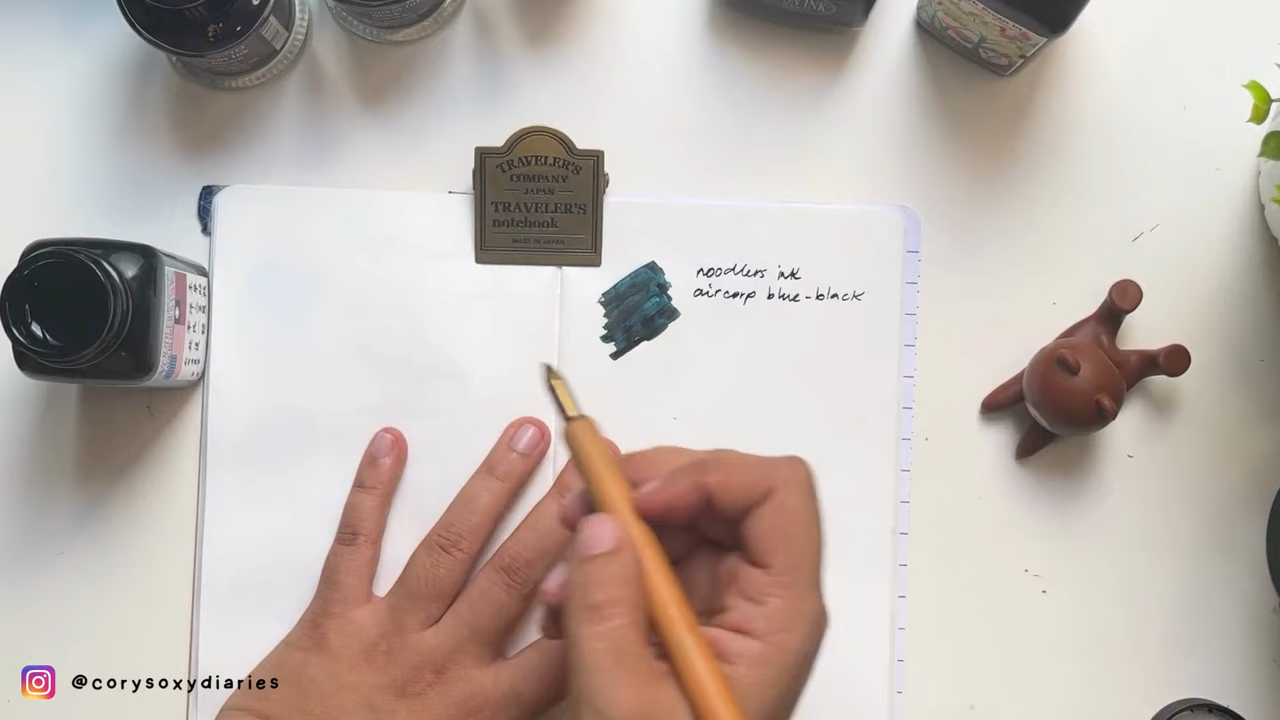 TRAVELER'S
COMPANY
JAPAN
TRAVELER'S
notebook
MADE IN JAPAN
noodlers ink
aircorp blue-black
@corysoxydiaries